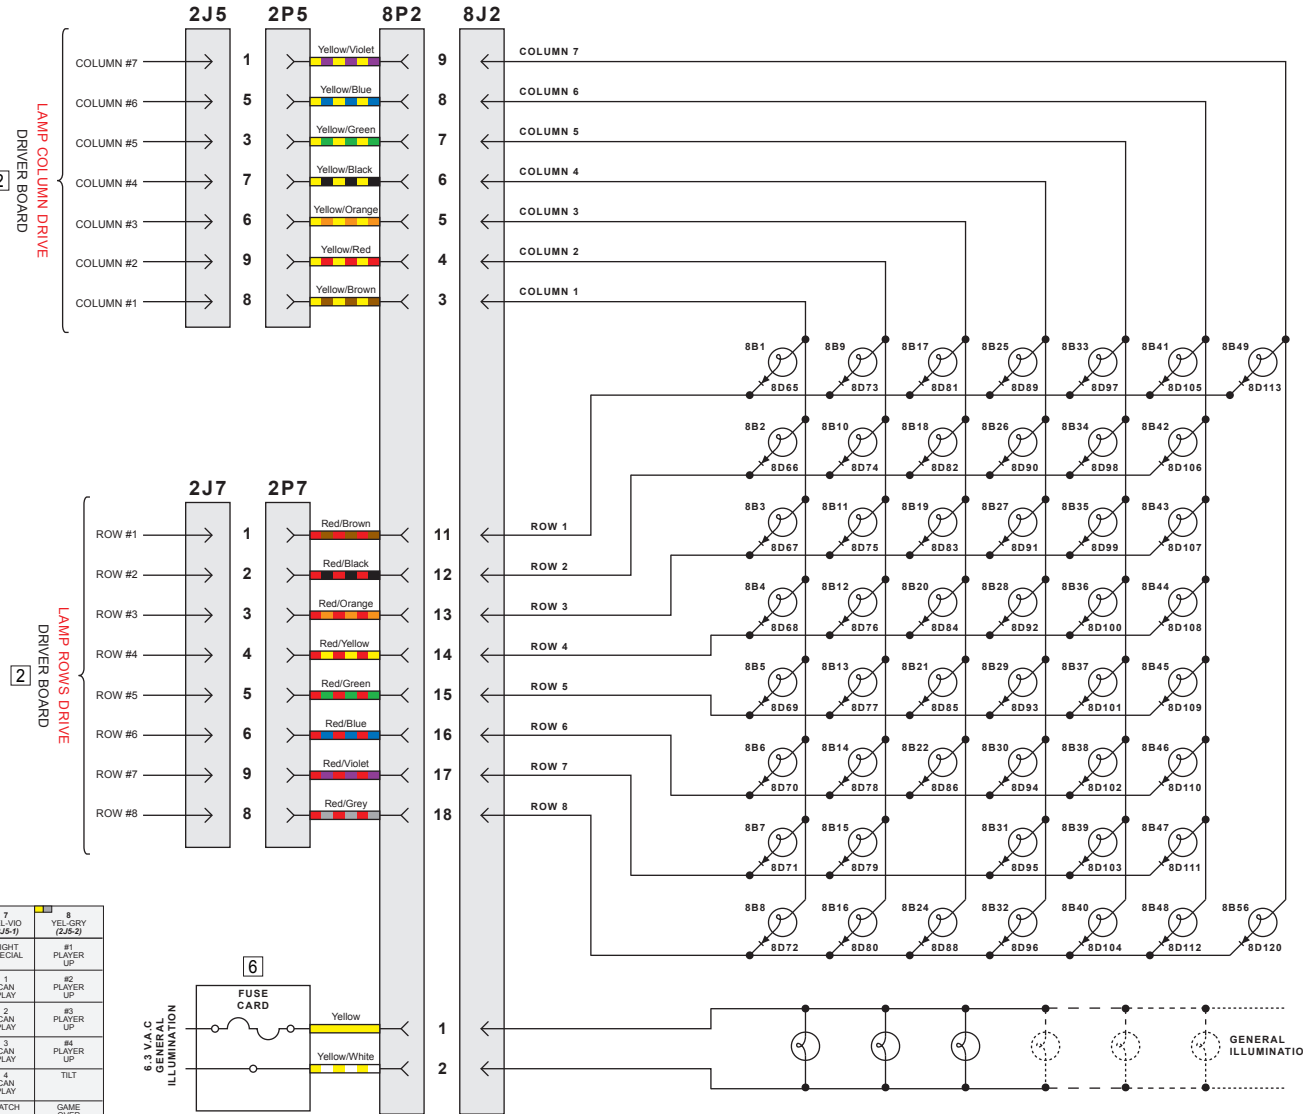 2J5 2P5 8P2 8J2
COLUMN #7 1 Yellow/Violet 9 COLUMN 7
COLUMN #6 5 Yellow/Blue 8 COLUMN 6
COLUMN #5 3 Yellow/Green 7 COLUMN 5
COLUMN #4 7 Yellow/Black 6 COLUMN 4
COLUMN #3 6 Yellow/Orange 5 COLUMN 3
COLUMN #2 9 Yellow/Red 4 COLUMN 2
COLUMN #1 8 Yellow/Brown 3 COLUMN 1
LAMP COLUMN DRIVE
DRIVER BOARD
2
8B1 8B9 8B17 8B25 8B33 8B41 8B49
8D65 8D73 8D81 8D89 8D97 8D105 8D113
8B2 8B10 8B18 8B26 8B34 8B42
8D66 8D74 8D82 8D90 8D98 8D106
8B3 8B11 8B19 8B27 8B35 8B43
8D67 8D75 8D83 8D91 8D99 8D107
8B4 8B12 8B20 8B28 8B36 8B44
8D68 8D76 8D84 8D92 8D100 8D108
8B5 8B13 8B21 8B29 8B37 8B45
8D69 8D77 8D85 8D93 8D101 8D109
8B6 8B14 8B22 8B30 8B38 8B46
8D70 8D78 8D86 8D94 8D102 8D110
8B7 8B15 8B31 8B39 8B47
8D71 8D79 8D95 8D103 8D111
8B8 8B16 8B24 8B32 8B40 8B48 8B56
8D72 8D80 8D88 8D96 8D104 8D112 8D120
2J7 2P7
ROW #1 1 Red/Brown 11 ROW 1
ROW #2 2 Red/Black 12 ROW 2
ROW #3 3 Red/Orange 13 ROW 3
ROW #4 4 Red/Yellow 14 ROW 4
ROW #5 5 Red/Green 15 ROW 5
ROW #6 6 Red/Blue 16 ROW 6
ROW #7 9 Red/Violet 17 ROW 7
ROW #8 8 Red/Grey 18 ROW 8
LAMP ROWS DRIVE
DRIVER BOARD
2
7 8
YEL-GRY
(2J5-2)
#1
PLAYER
UP
1
#2
PLAYER
UP
2
#3
PLAYER
UP
3
#4
PLAYER
UP
4
TILT
GAME
OVER
6
FUSE
CARD
6.3 V.A.C
GENERAL
ILLUMINATION
Yellow 1
Yellow/White 2
GENERAL